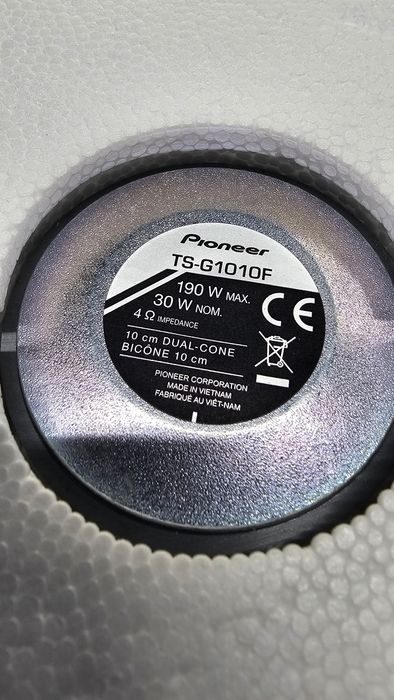 Pioneer
TS-G1010F
190 W MAX.
30 W NOM.
4 Ω IMPEDANCE
CE
10 cm DUAL-CONE
BICÔNE 10 cm
PIONEER CORPORATION
MADE IN VIETNAM
FABRIQUÉ AU VIÊT-NAM